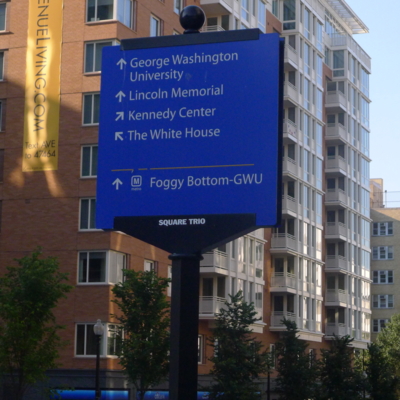 George Washington
University
Lincoln Memorial
Kennedy Center
The White House
M
Foggy Bottom-GWU
SQUARE TRIO
ENUELIVING.COM